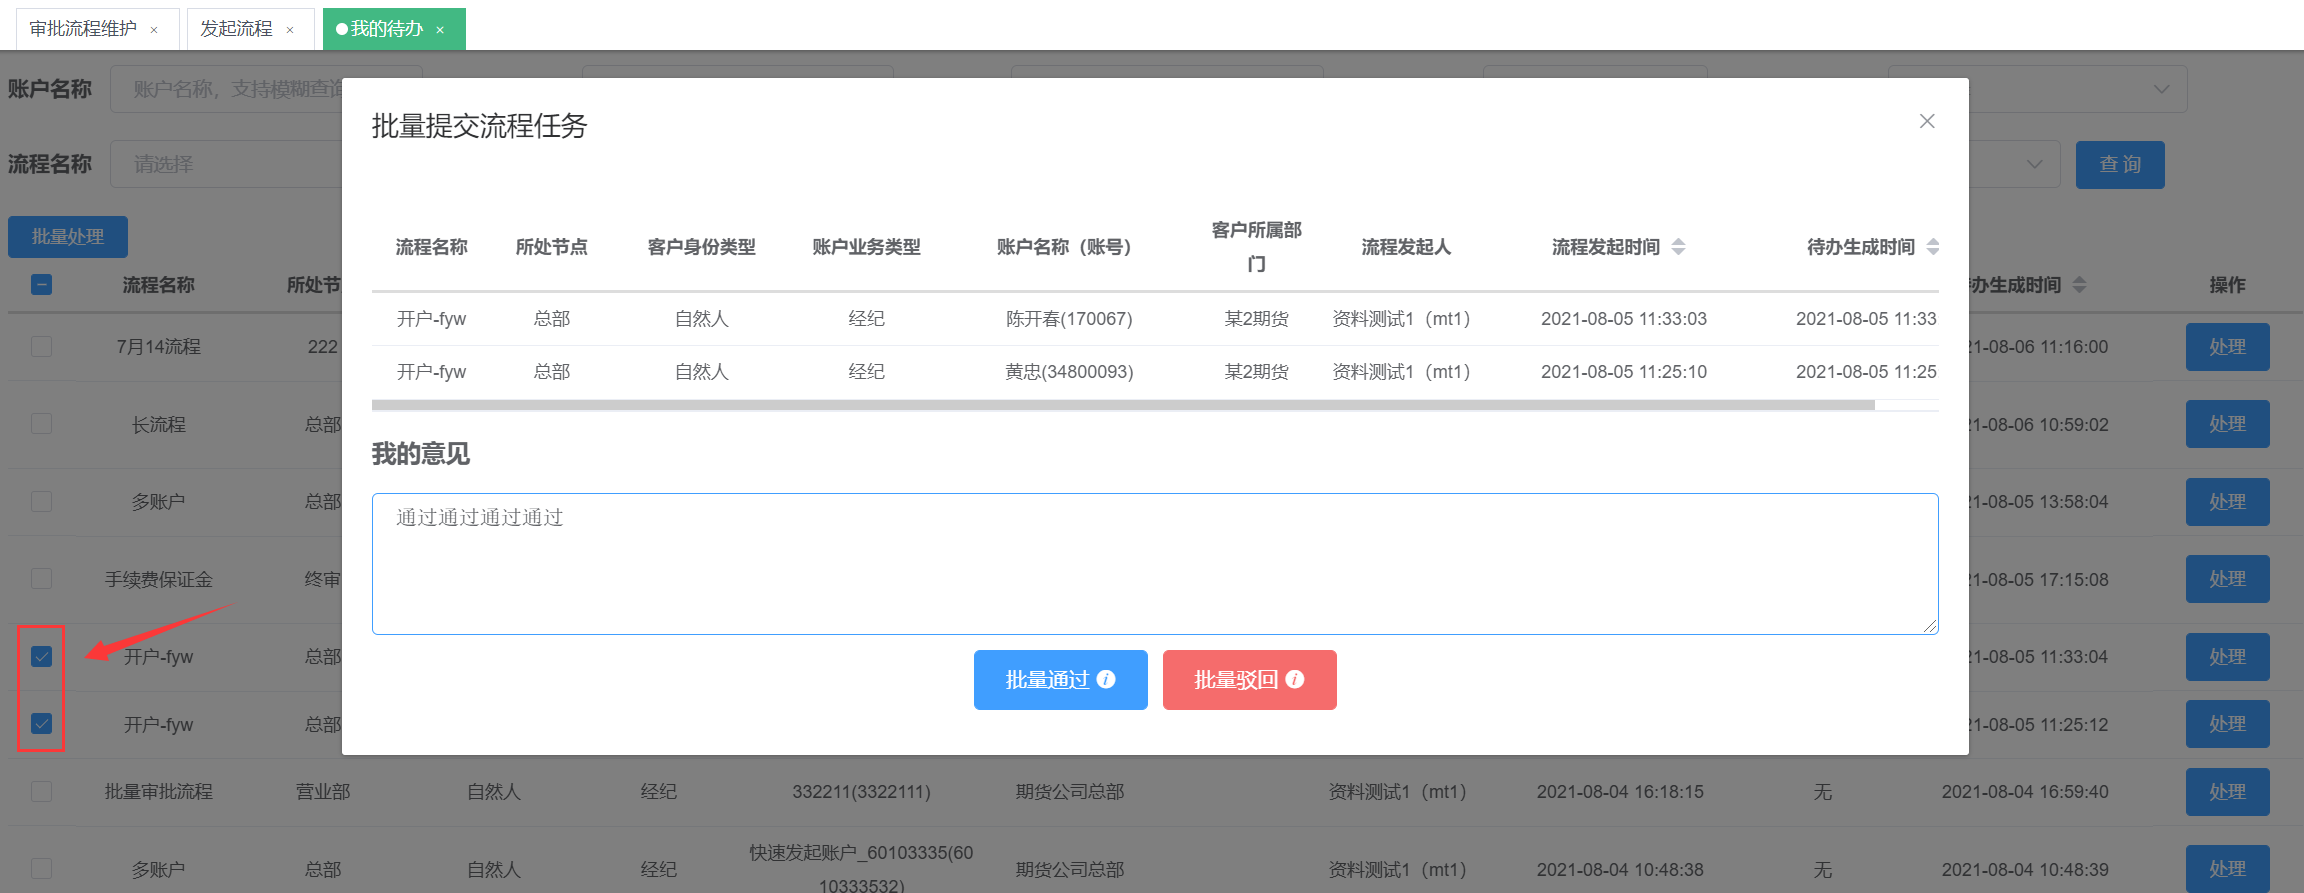 审批流程维护 ×
发起流程 ×
我的待办 ×
账户名称
账户名称，支持模糊查询
流程名称
请选择
查 询
批量处理
流程名称
所处节
办生成时间
操作
7月14流程 222
1-08-06 11:16:00 处理
长流程 总部
1-08-06 10:59:02 处理
多账户 总部
1-08-05 13:58:04 处理
手续费保证金 终审
1-08-05 17:15:08 处理
开户-fyw 总部
1-08-05 11:33:04 处理
开户-fyw 总部
1-08-05 11:25:12 处理
批量审批流程 营业部 自然人 经纪 332211(3322111) 期货公司总部 资料测试1（mt1） 2021-08-04 16:18:15 无 2021-08-04 16:59:40 处理
多账户 总部 自然人 经纪 快速发起账户_60103335(60
10333532) 期货公司总部 资料测试1（mt1） 2021-08-04 10:48:38 无 2021-08-04 10:48:39 处理
批量提交流程任务
流程名称 所处节点 客户身份类型 账户业务类型 账户名称（账号） 客户所属部
门 流程发起人 流程发起时间 待办生成时间
开户-fyw 总部 自然人 经纪 陈开春(170067) 某2期货 资料测试1（mt1） 2021-08-05 11:33:03 2021-08-05 11:33
开户-fyw 总部 自然人 经纪 黄忠(34800093) 某2期货 资料测试1（mt1） 2021-08-05 11:25:10 2021-08-05 11:25
我的意见
通过通过通过通过
批量通过
批量驳回